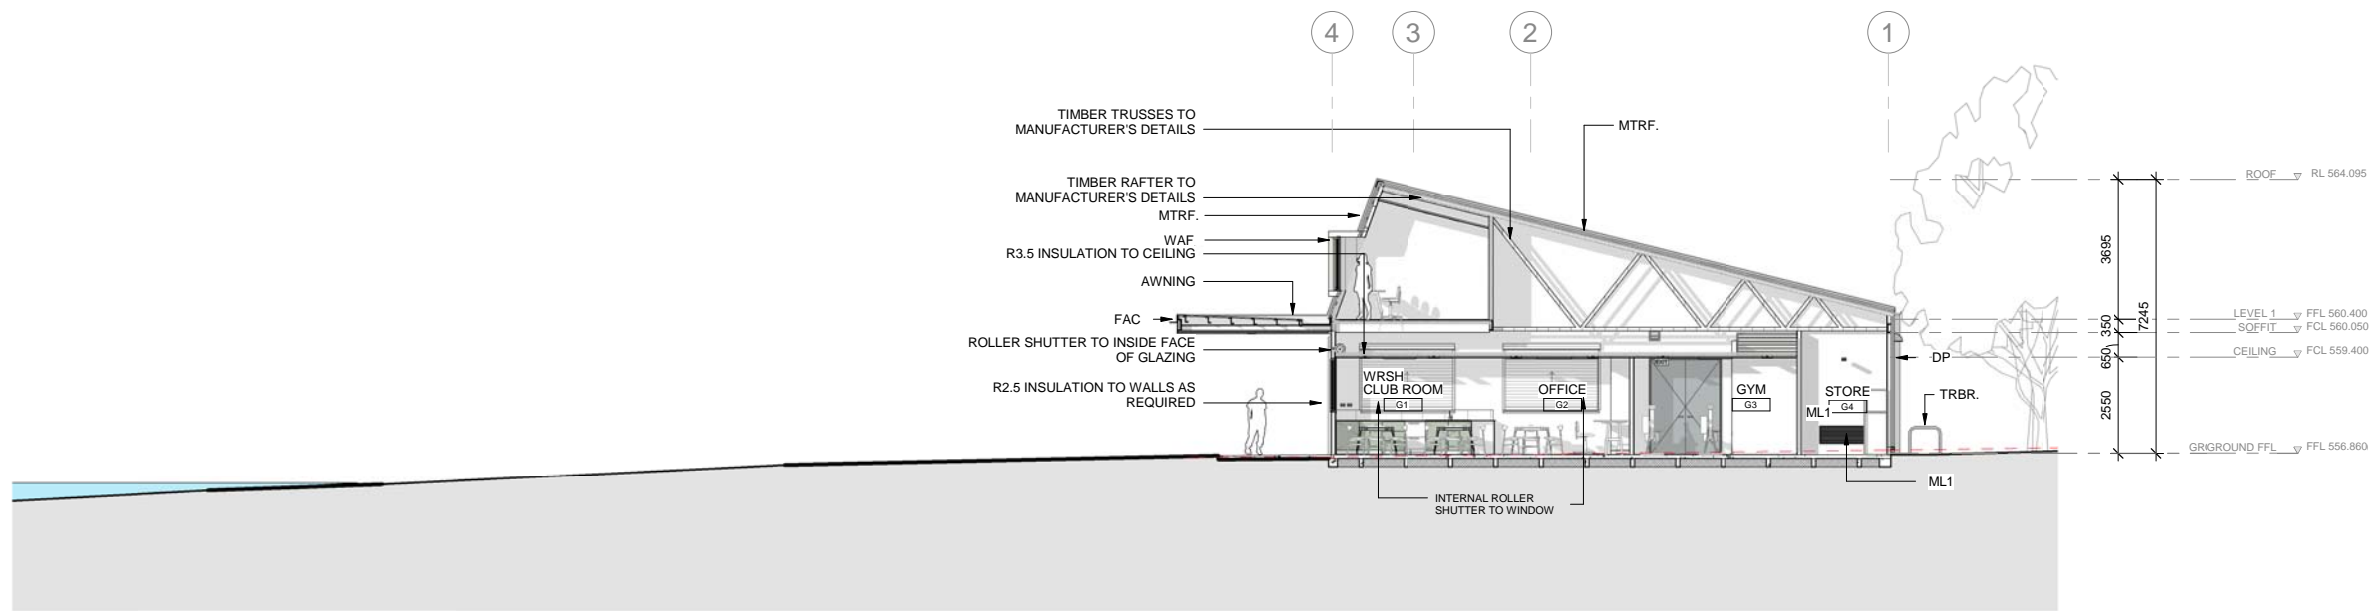 4
3
2
1
TIMBER TRUSSES TO
MANUFACTURER'S DETAILS
MTRF.
TIMBER RAFTER TO
MANUFACTURER'S DETAILS
MTRF.
WAF
R3.5 INSULATION TO CEILING
AWNING
FAC
ROLLER SHUTTER TO INSIDE FACE
OF GLAZING
R2.5 INSULATION TO WALLS AS
REQUIRED
WRSH
CLUB ROOM
G1
OFFICE
G2
GYM
G3
STORE
G4
ML1
ML1
DP
TRBR.
INTERNAL ROLLER
SHUTTER TO WINDOW
ROOF
RL 564.095
LEVEL 1
FFL 560.400
SOFFIT
FCL 560.050
CEILING
FCL 559.400
GRIGROUND FFL
FFL 556.860
3695
350
650
2550
7245